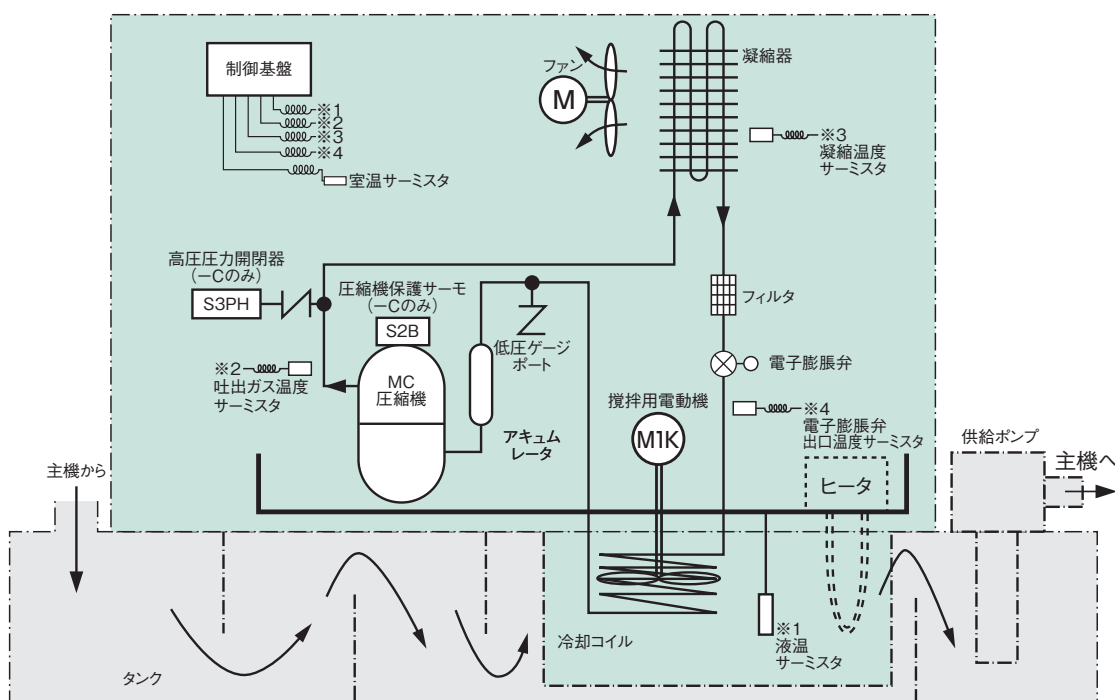 制御基盤
※1
※2
※3
※4
室温サーミスタ
ファン
M
凝縮器
※3
凝縮温度
サーミスタ
高圧圧力開閉器
(−Cのみ)
S3PH
圧縮機保護サーモ
(−Cのみ)
S2B
低圧ゲージ
ポート
フィルタ
電子膨脹弁
※2
吐出ガス温度
サーミスタ
MC
圧縮機
アキュム
レータ
撹拌用電動機
M1K
※4
電子膨脹弁
出口温度サーミスタ
ヒータ
供給ポンプ
主機へ
主機から
タンク
冷却コイル
※1
液温
サーミスタ